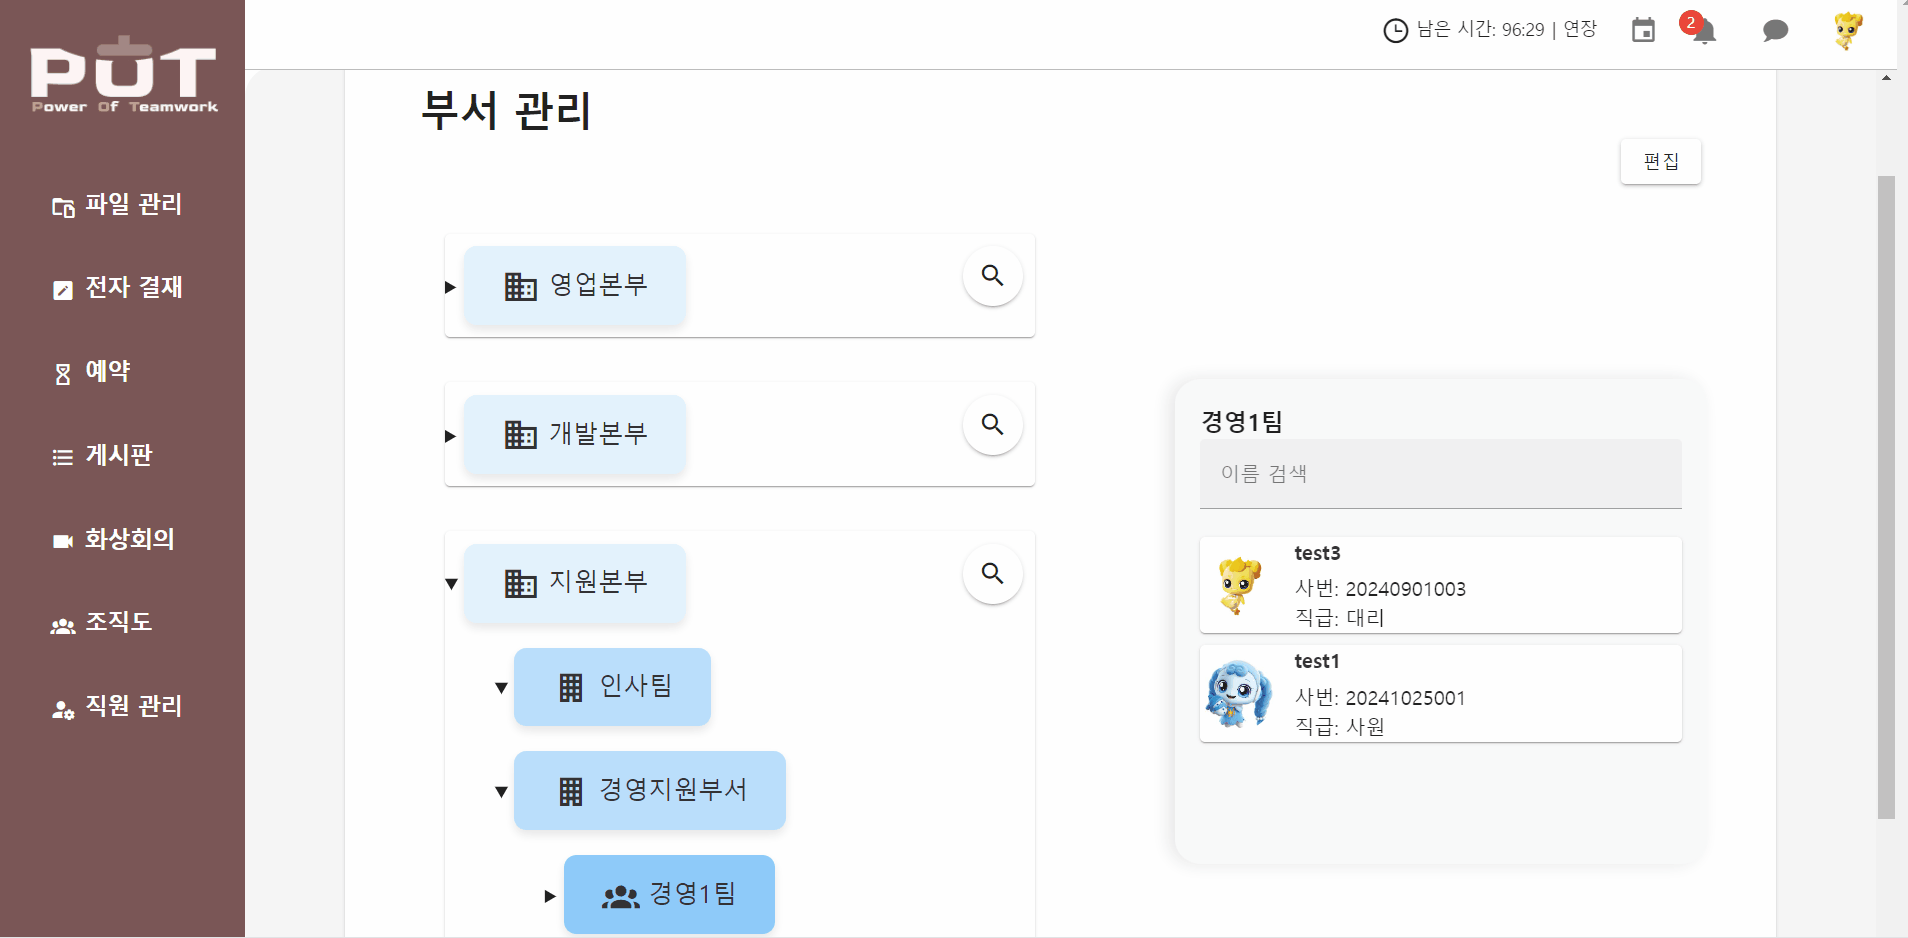 PUT
Power Of Teamwork
파일 관리
전자 결재
예약
게시판
화상회의
조직도
직원 관리
남은 시간: 96:29 | 연장
2
부서 관리
편집
영업본부
개발본부
지원본부
인사팀
경영지원부서
경영1팀
경영1팀
이름 검색
test3
사번: 20240901003
직급: 대리
test1
사번: 20241025001
직급: 사원